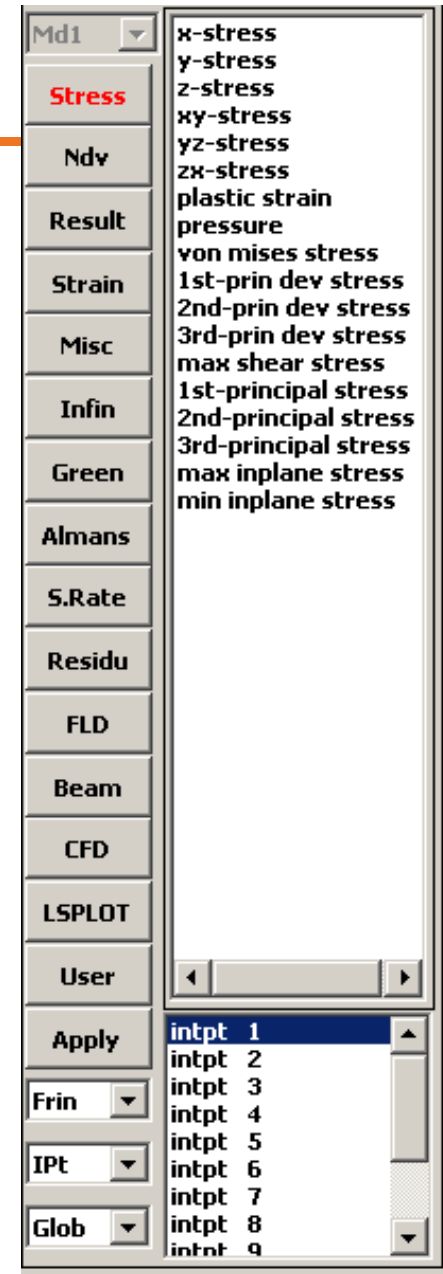 Md1
Stress
Ndv
Result
Strain
Misc
Infin
Green
Almans
S.Rate
Residu
FLD
Beam
CFD
LSPLOT
User
Apply
Frin
IPt
Glob
x-stress
y-stress
z-stress
xy-stress
yz-stress
zx-stress
plastic strain
pressure
von mises stress
1st-prin dev stress
2nd-prin dev stress
3rd-prin dev stress
max shear stress
1st-principal stress
2nd-principal stress
3rd-principal stress
max inplane stress
min inplane stress
intpt 1
intpt 2
intpt 3
intpt 4
intpt 5
intpt 6
intpt 7
intpt 8
intpt 9